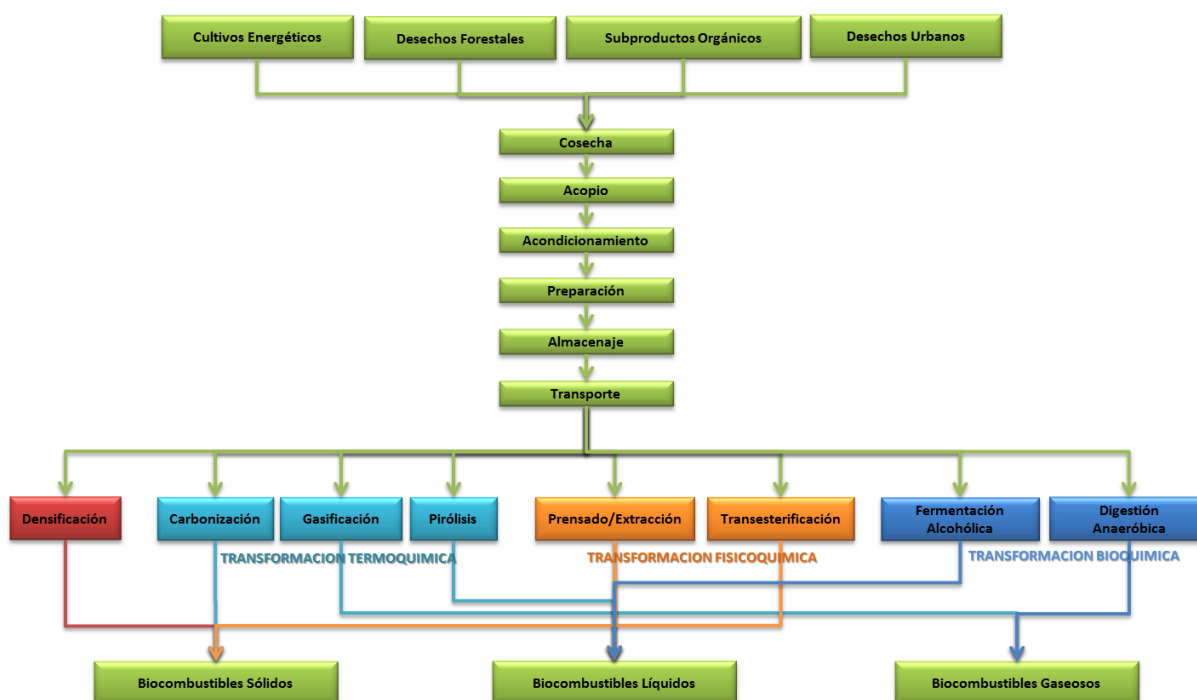 Cultivos Energéticos
Desechos Forestales
Subproductos Orgánicos
Desechos Urbanos
Cosecha
Acopio
Acondicionamiento
Preparación
Almacenaje
Transporte
Densificación
Carbonización
Gasificación
Pirólisis
Prensado/Extracción
Transesterificación
Fermentación
Alcohólica
Digestión
Anaeróbica
TRANSFORMACION TERMOQUIMICA
TRANSFORMACION FISICOQUIMICA
TRANSFORMACION BIOQUIMICA
Biocombustibles Sólidos
Biocombustibles Líquidos
Biocombustibles Gaseosos